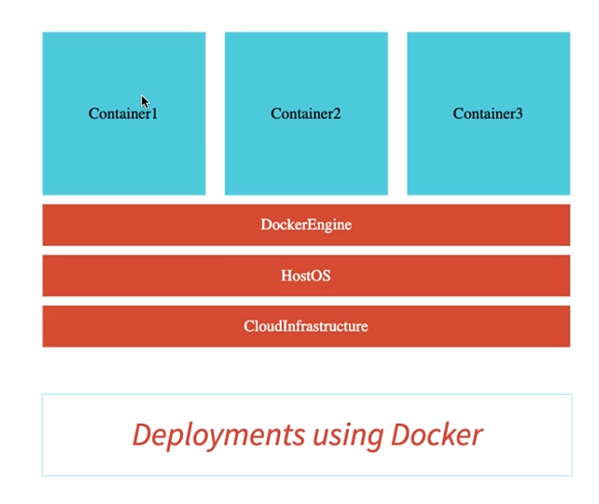 Container1 Container2 Container3
DockerEngine
HostOS
CloudInfrastructure
Deployments using Docker